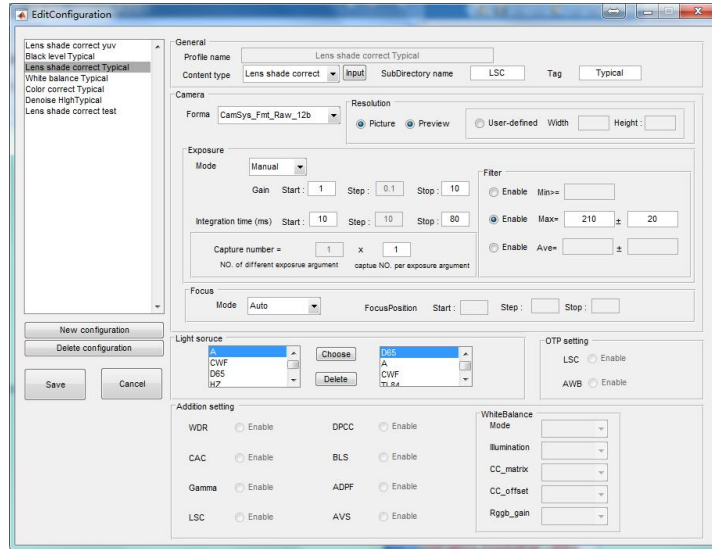 EditConfiguration
Lens shade correct yuv
Black level Typical
Lens shade correct Typical
White balance Typical
Color correct Typical
Denoise HighTypical
Lens shade correct test
New configuration
Delete configuration
Save Cancel
General
Profile name Lens shade correct Typical
Content type Lens shade correct Input SubDirectory name LSC Tag Typical
Camera
Forma CamSys_Fmt_Raw_12b
Resolution
Picture Preview User-defined Width Height :
Exposure
Mode Manual
Gain Start : 1 Step : 0.1 Stop : 10
Integration time (ms) Start : 10 Step : 10 Stop : 80
Capture number = 1 x 1
NO. of different exposrue argument captue NO. per exposure argument
Filter
Enable Min>=
Enable Max= 210 ± 20
Enable Ave= ±
Focus
Mode Auto FocusPosition Start : Step : Stop :
Light soruce
A
CWF
D65
HZ
Choose
Delete
D65
A
CWF
TL84
OTP setting
LSC Enable
AWB Enable
Addition setting
WDR Enable DPCC Enable
CAC Enable BLS Enable
Gamma Enable ADPF Enable
LSC Enable AVS Enable
WhiteBalance
Mode
Illumination
CC_matrix
CC_offset
Rggb_gain